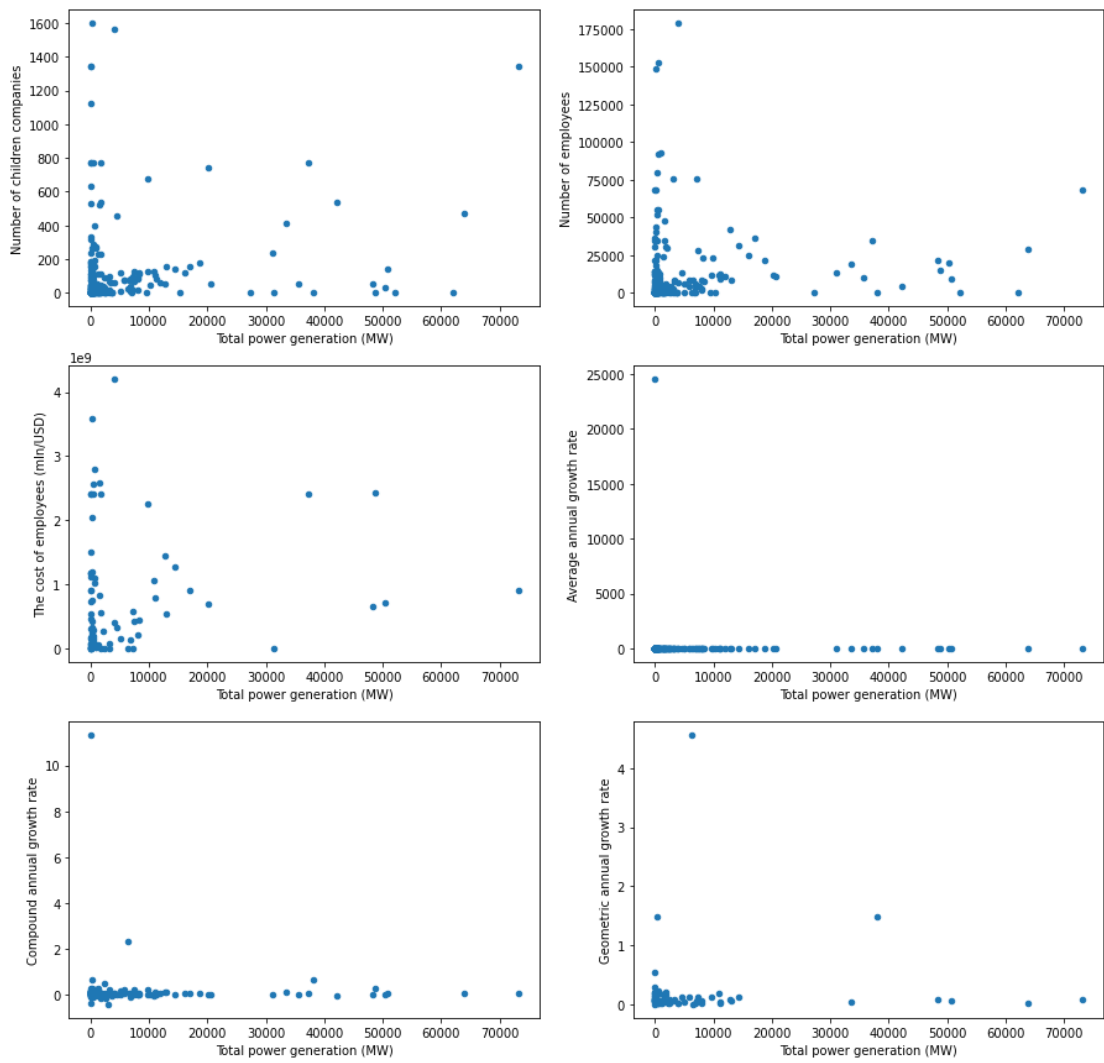 1600
1400
1200
1000
800
600
400
200
0
Number of children companies
0 10000 20000 30000 40000 50000 60000 70000
Total power generation (MW)
175000
150000
125000
100000
75000
50000
25000
0
Number of employees
0 10000 20000 30000 40000 50000 60000 70000
Total power generation (MW)
1e9
4
3
2
1
0
The cost of employees (mln/USD)
0 10000 20000 30000 40000 50000 60000 70000
Total power generation (MW)
25000
20000
15000
10000
5000
0
Average annual growth rate
0 10000 20000 30000 40000 50000 60000 70000
Total power generation (MW)
10
8
6
4
2
0
Compound annual growth rate
0 10000 20000 30000 40000 50000 60000 70000
Total power generation (MW)
4
3
2
1
0
Geometric annual growth rate
0 10000 20000 30000 40000 50000 60000 70000
Total power generation (MW)